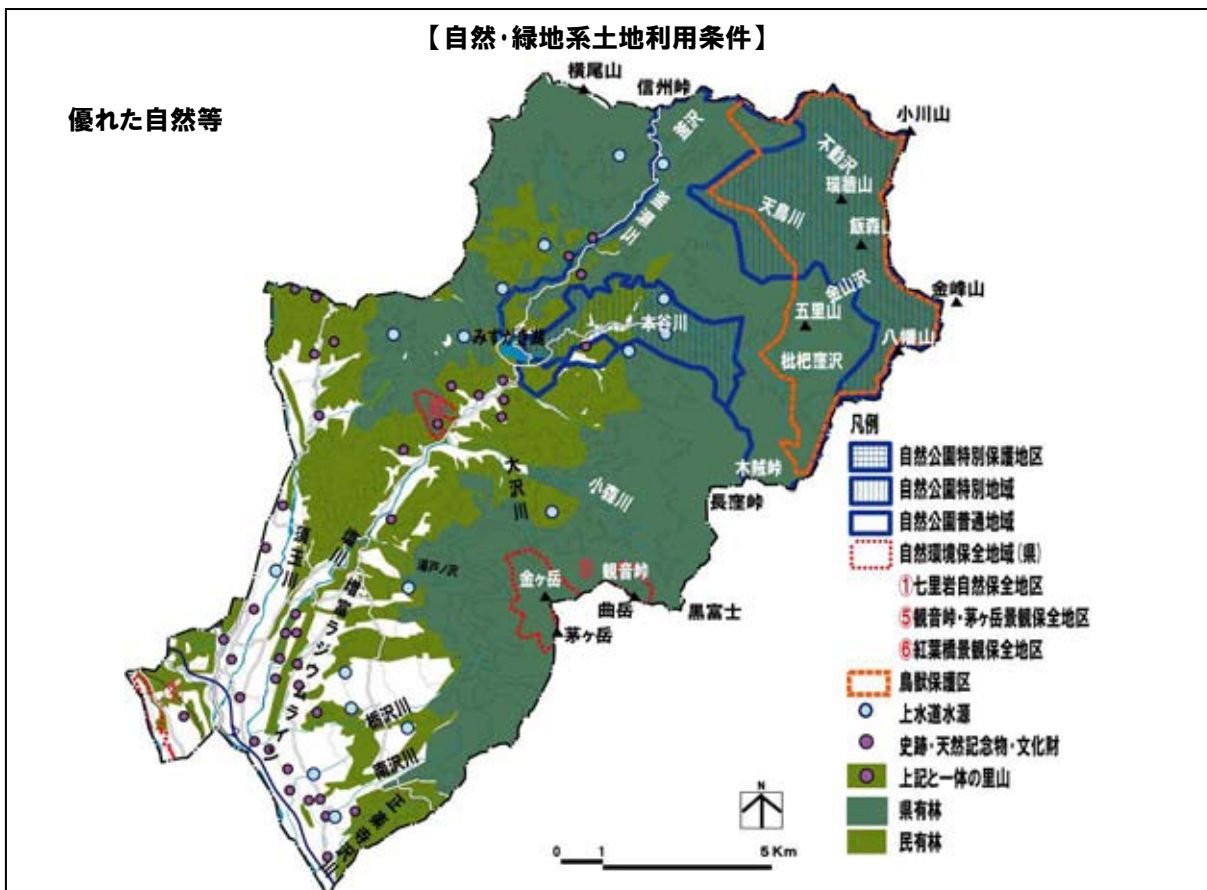 【自然・緑地系土地利用条件】
優れた自然等
横尾山
信州峠
小川山
釜沢
不動沢
瑞牆山
天鳥川
飯森山
金山沢
金峰山
五里山
本谷川
みずがき湖
八幡山
枇杷窪沢
木賊峠
大沢川
小森川
長窪峠
金ヶ岳
⑤
観音峠
曲岳
黒富士
茅ヶ岳
須玉川
塩川
増富ラジウムライン
栃沢川
南沢川
凡例
自然公園特別保護地区
自然公園特別地域
自然公園普通地域
自然環境保全地域(県)
①七里岩自然保全地区
⑤観音峠・茅ヶ岳景観保全地区
⑥紅葉橋景観保全地区
鳥獣保護区
上水道水源
史跡・天然記念物・文化財
上記と一体の里山
県有林
民有林
N
0 1 5 Km